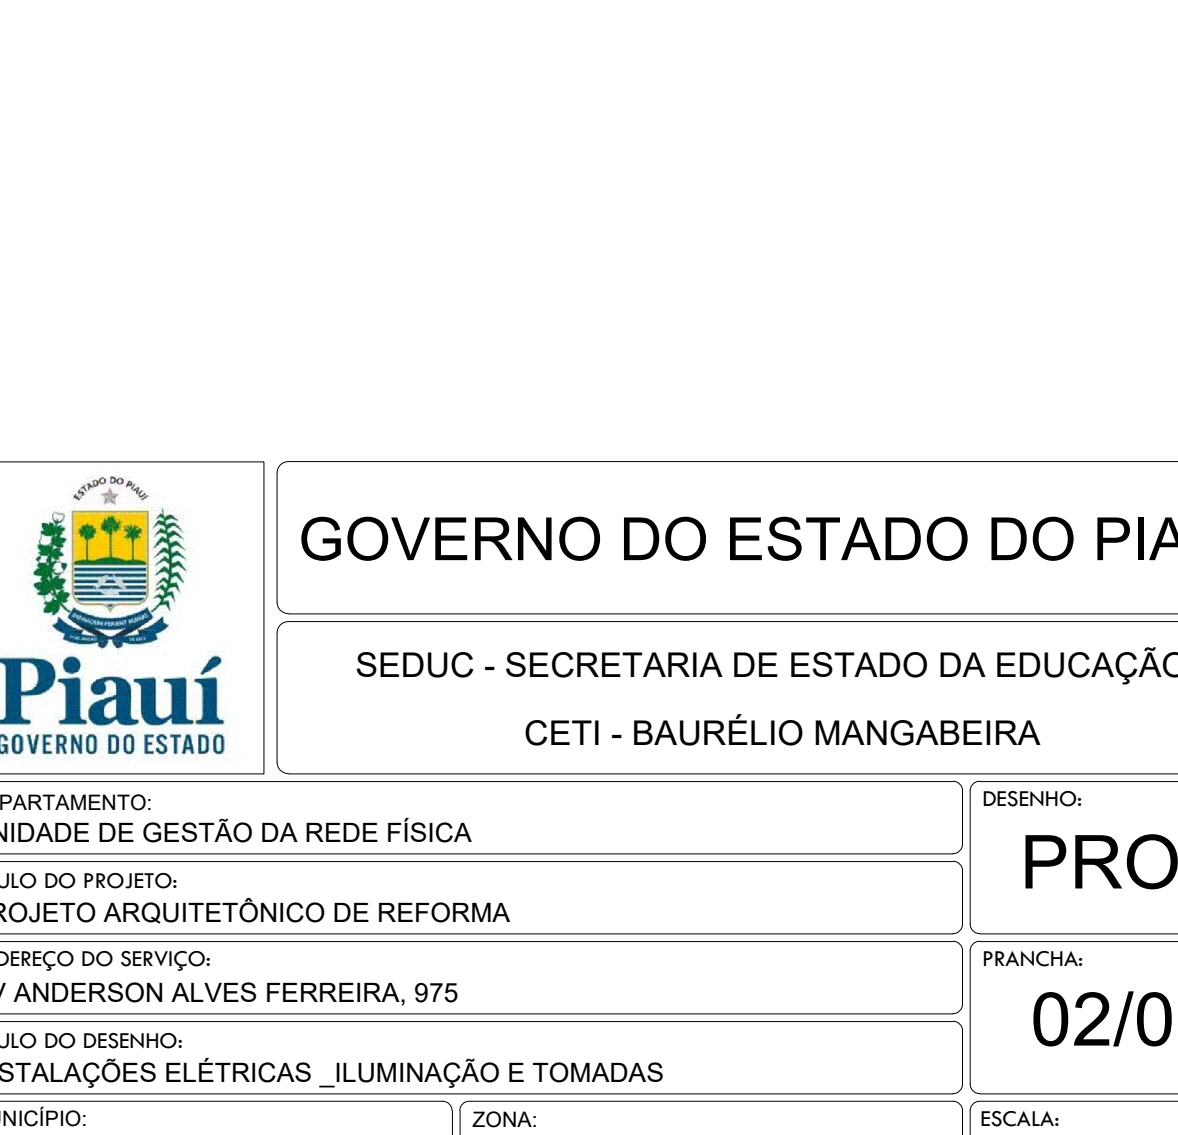 ESTADO DO PIAUÍ
Piauí
GOVERNO DO ESTADO
GOVERNO DO ESTADO DO PIA
SEDUC - SECRETARIA DE ESTADO DA EDUCAÇÃO
CETI - BAURÉLIO MANGABEIRA
PARTAMENTO:
NIDADE DE GESTÃO DA REDE FÍSICA
DESENHO:
PRO
ULO DO PROJETO:
ROJETO ARQUITETÔNICO DE REFORMA
DEREÇO DO SERVIÇO:
ANDERSON ALVES FERREIRA, 975
PRANCHA:
02/0
ULO DO DESENHO:
STALAÇÕES ELÉTRICAS _ILUMINAÇÃO E TOMADAS
NICÍPIO:
ZONA:
ESCALA: